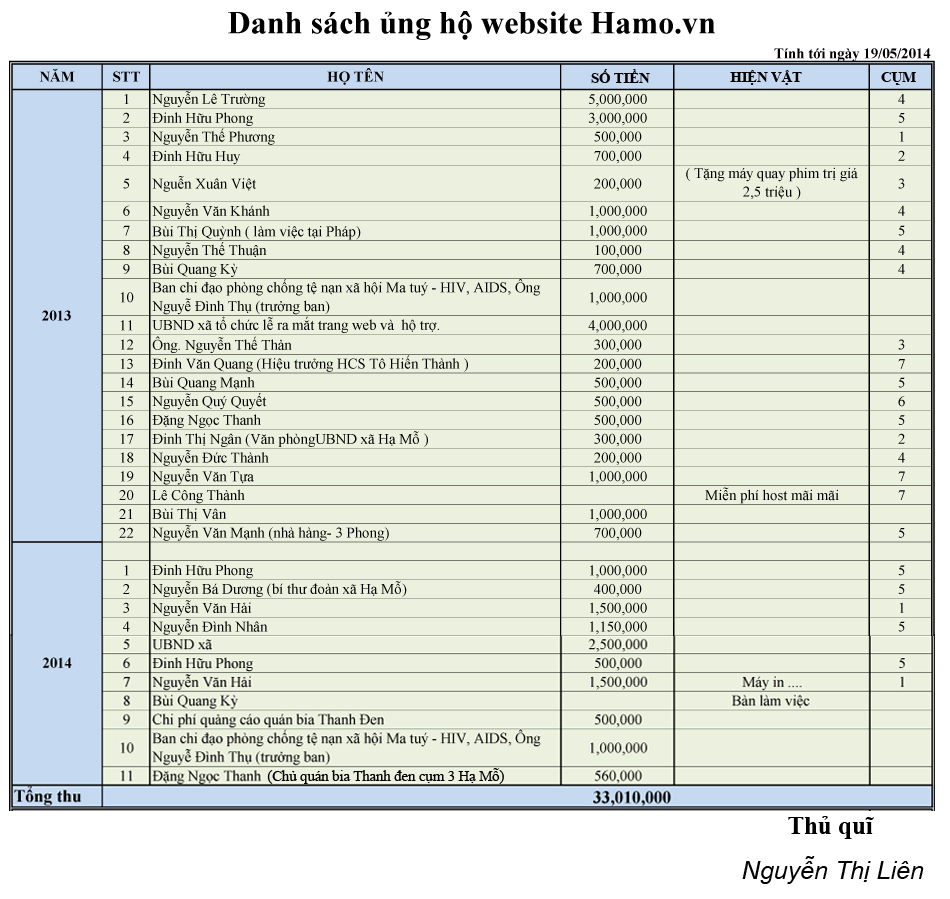 Danh sách ủng hộ website Hamo.vn
Tính tới ngày 19/05/2014
NĂM STT HỌ TÊN SỐ TIỀN HIỆN VẬT CỤM
2013
1 Nguyễn Lê Trường 5,000,000 4
2 Đinh Hữu Phong 3,000,000 5
3 Nguyễn Thế Phương 500,000 1
4 Đinh Hữu Huy 700,000 2
5 Nguễn Xuân Việt 200,000 ( Tặng máy quay phim trị giá
2,5 triệu ) 3
6 Nguyễn Văn Khánh 1,000,000 4
7 Bùi Thị Quỳnh ( làm việc tại Pháp) 1,000,000 5
8 Nguyễn Thế Thuận 100,000 4
9 Bùi Quang Kỳ 700,000 4
10 Ban chỉ đạo phòng chống tệ nạn xã hội Ma tuý - HIV, AIDS, Ông
Nguyễ Đình Thụ (trưởng ban) 1,000,000
11 UBND xã tổ chức lễ ra mắt trang web và hộ trợ. 4,000,000
12 Ông. Nguyễn Thế Thản 300,000 3
13 Đinh Văn Quang (Hiệu trưởng HCS Tô Hiến Thành ) 200,000 7
14 Bùi Quang Mạnh 500,000 5
15 Nguyễn Quý Quyết 500,000 6
16 Đặng Ngọc Thanh 500,000 5
17 Đinh Thị Ngân (Văn phòngUBND xã Hạ Mỗ ) 300,000 2
18 Nguyễn Đức Thành 200,000 4
19 Nguyễn Văn Tựa 1,000,000 7
20 Lê Công Thành Miễn phí host mãi mãi 7
21 Bùi Thị Vân 1,000,000
22 Nguyễn Văn Mạnh (nhà hàng- 3 Phong) 700,000 5
2014
1 Đinh Hữu Phong 1,000,000 5
2 Nguyễn Bá Dương (bí thư đoàn xã Hạ Mỗ) 400,000 5
3 Nguyễn Văn Hải 1,500,000 1
4 Nguyễn Đình Nhân 1,150,000 5
5 UBND xã 2,500,000
6 Đinh Hữu Phong 500,000 5
7 Nguyễn Văn Hải 1,500,000 Máy in .... 1
8 Bùi Quang Kỳ Bàn làm việc
9 Chi phí quảng cáo quán bia Thanh Đen 500,000
10 Ban chỉ đạo phòng chống tệ nạn xã hội Ma tuý - HIV, AIDS, Ông
Nguyễ Đình Thụ (trưởng ban) 1,000,000
11 Đặng Ngọc Thanh (Chủ quán bia Thanh đen cụm 3 Hạ Mỗ) 560,000
Tổng thu 33,010,000
Thủ quĩ
Nguyễn Thị Liên